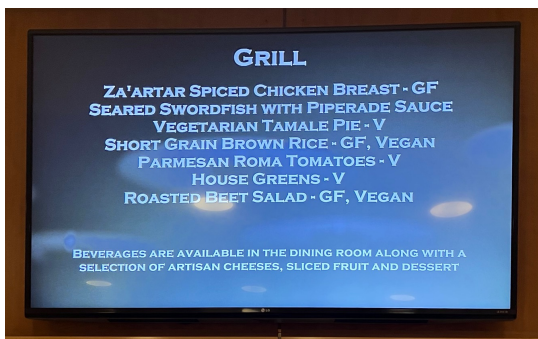 GRILL
ZA'ARTAR SPICED CHICKEN BREAST - GF
SEARED SWORDFISH WITH PIPERADE SAUCE
VEGETARIAN TAMALE PIE - V
SHORT GRAIN BROWN RICE - GF, VEGAN
PARMESAN ROMA TOMATOES - V
HOUSE GREENS - V
ROASTED BEET SALAD - GF, VEGAN
BEVERAGES ARE AVAILABLE IN THE DINING ROOM ALONG WITH A
SELECTION OF ARTISAN CHEESES, SLICED FRUIT AND DESSERT
LG